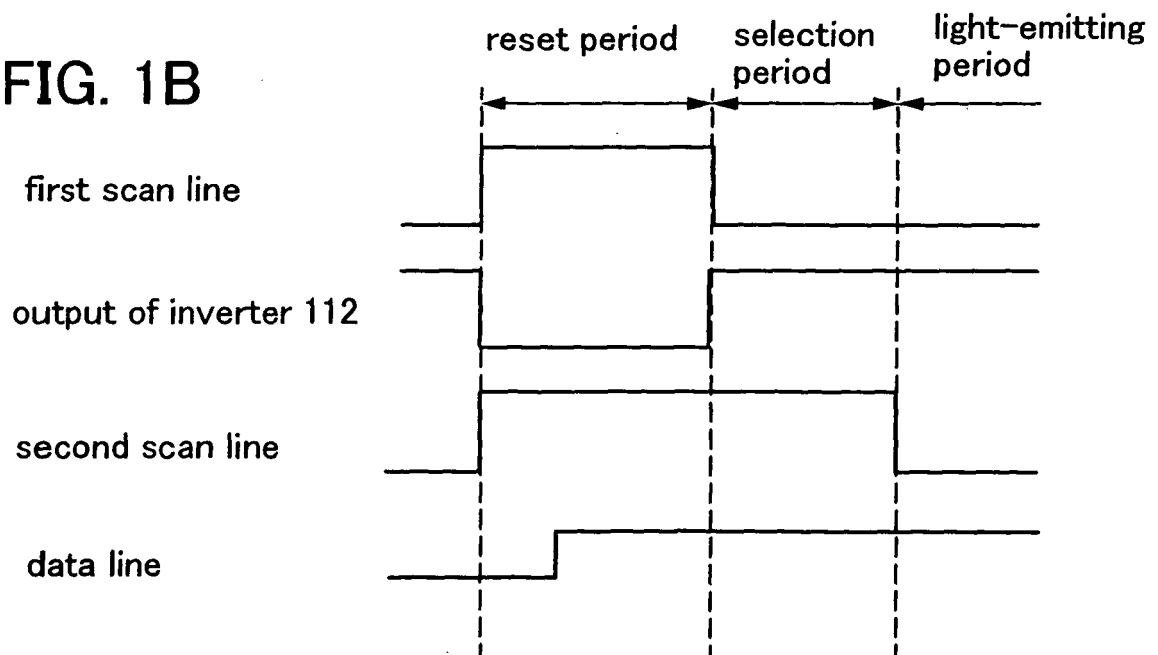 FIG. 1B
reset period
selection
period
light-emitting
period
first scan line
output of inverter 112
second scan line
data line